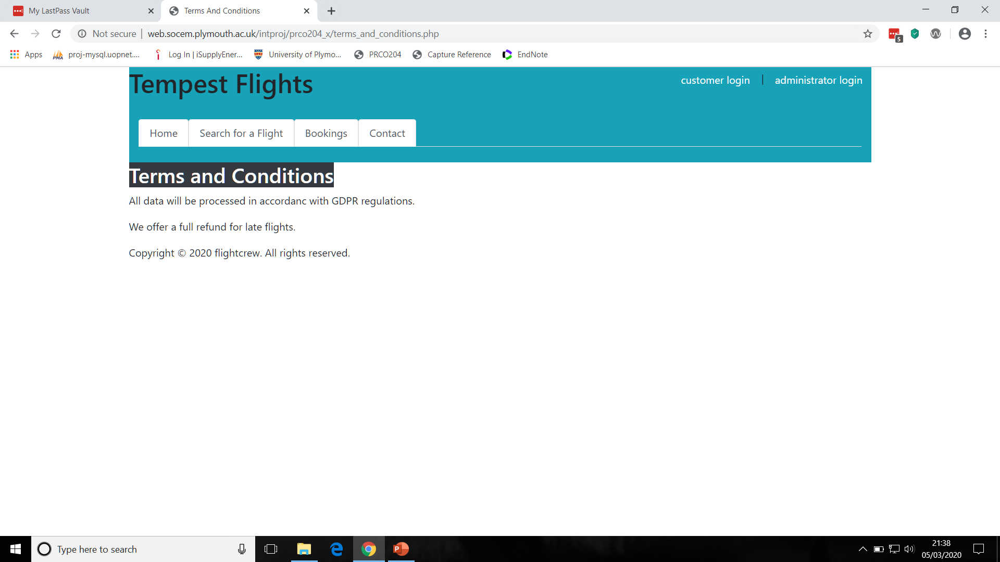 My LastPass Vault
Terms And Conditions
Not secure | web.socem.plymouth.ac.uk/intproj/prco204_x/terms_and_conditions.php
5
Apps
PMA
proj-mysql.uopnet....
Log In | iSupplyEner...
University of Plymo...
PRCO204
Capture Reference
EndNote
Tempest Flights
customer login | administrator login
Home
Search for a Flight
Bookings
Contact
Terms and Conditions
All data will be processed in accordanc with GDPR regulations.
We offer a full refund for late flights.
Copyright © 2020 flightcrew. All rights reserved.
Type here to search
P
21:38
05/03/2020